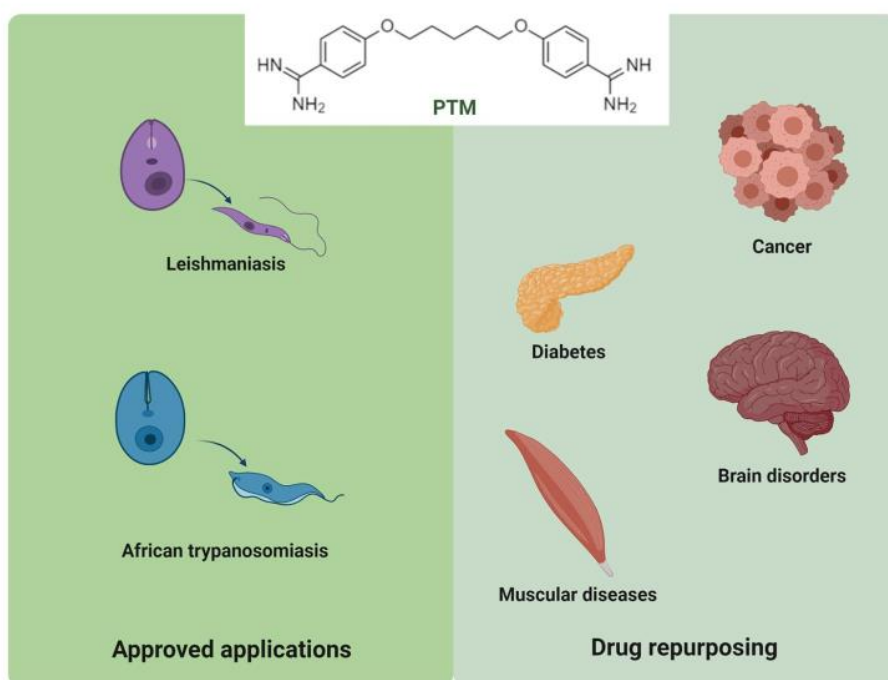 O
O
HN
NH
NH₂
PTM
NH₂
Leishmaniasis
African trypanosomiasis
Approved applications
Cancer
Diabetes
Brain disorders
Muscular diseases
Drug repurposing